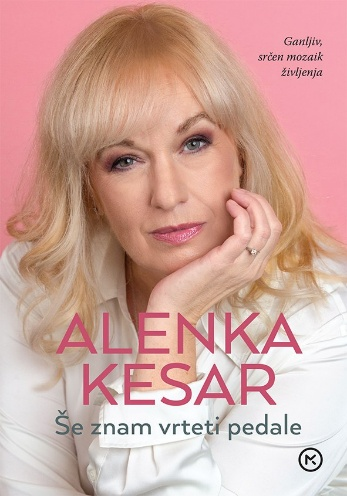 Ganljiv,
srčen mozaik
življenja
ALENKA
KESAR
Še znam vrteti pedale